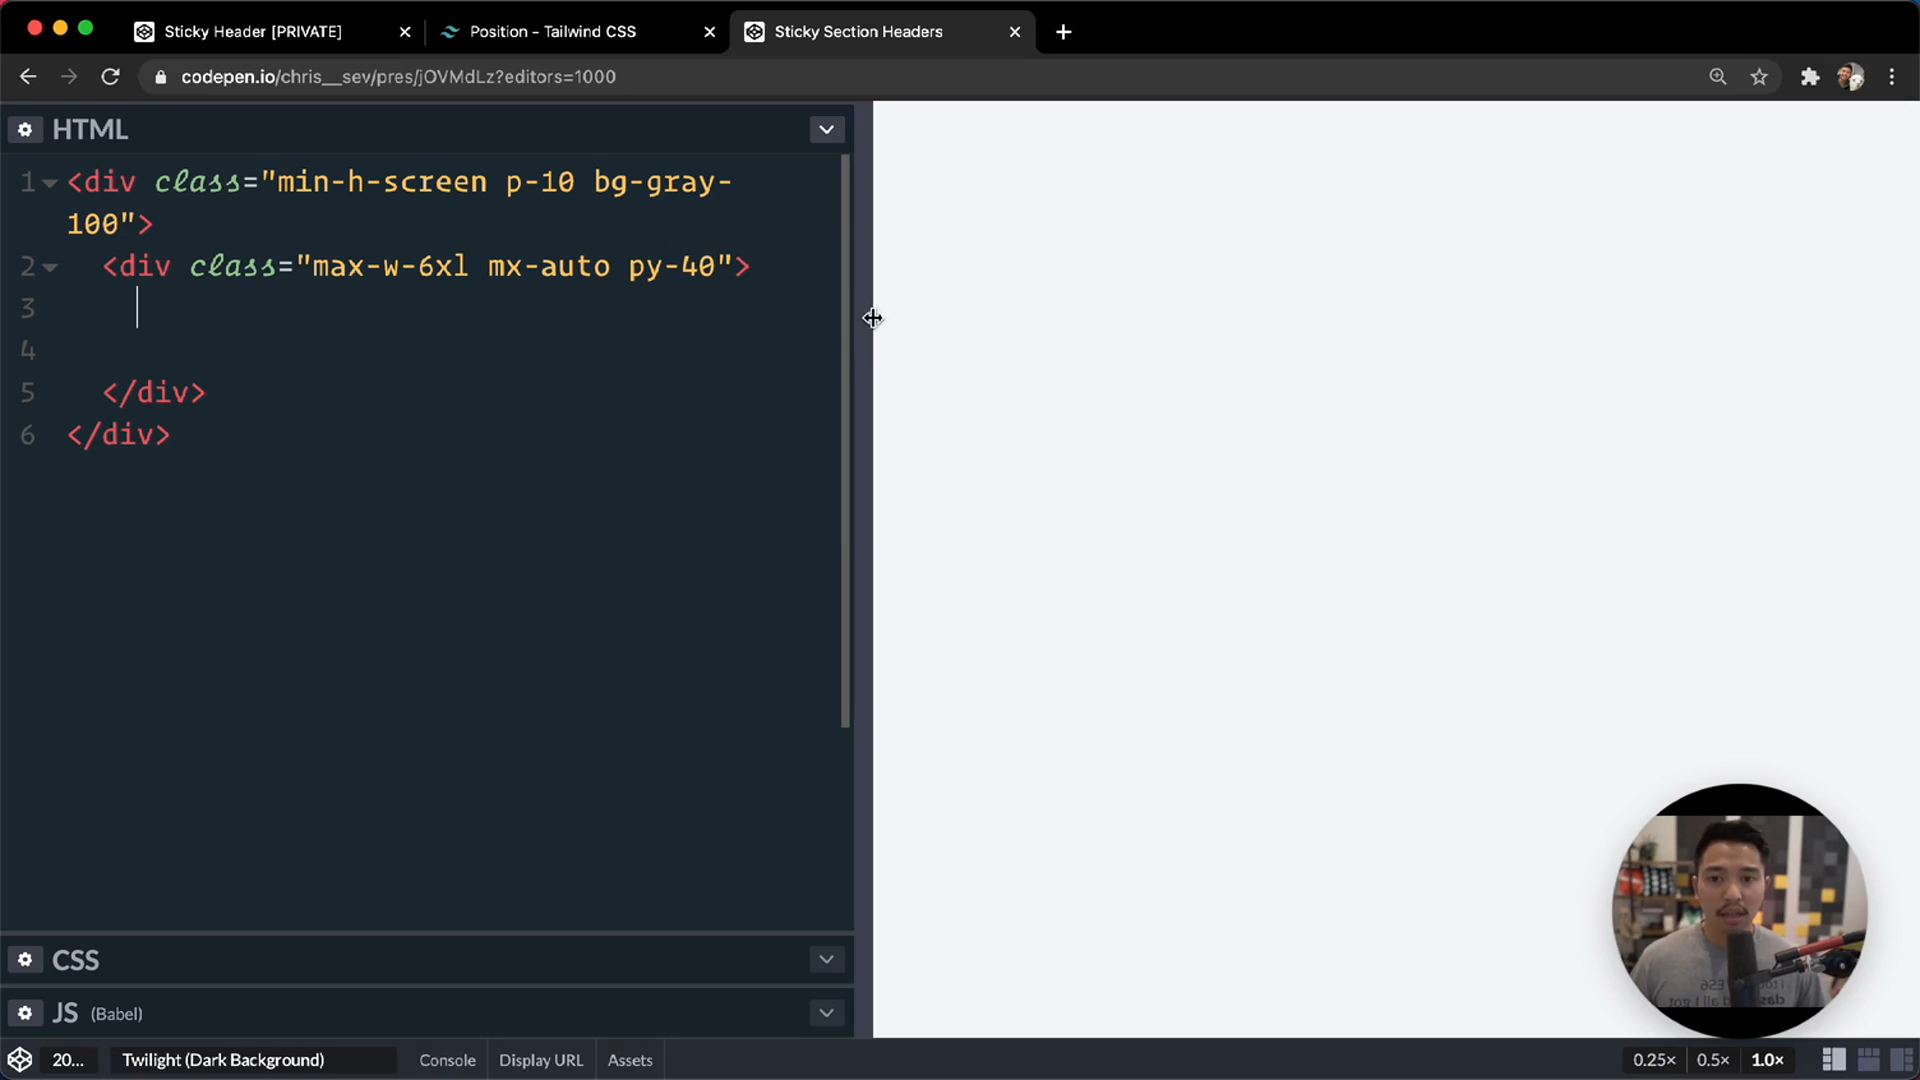 Sticky Header [PRIVATE]
Position - Tailwind CSS
Sticky Section Headers
codepen.io/chris__sev/pres/jOVMdLz?editors=1000
HTML
1 <div class="min-h-screen p-10 bg-gray-
100">
2 <div class="max-w-6xl mx-auto py-40">
3
4
5 </div>
6 </div>
CSS
JS (Babel)
20... Twilight (Dark Background) Console Display URL Assets 0.25× 0.5× 1.0×